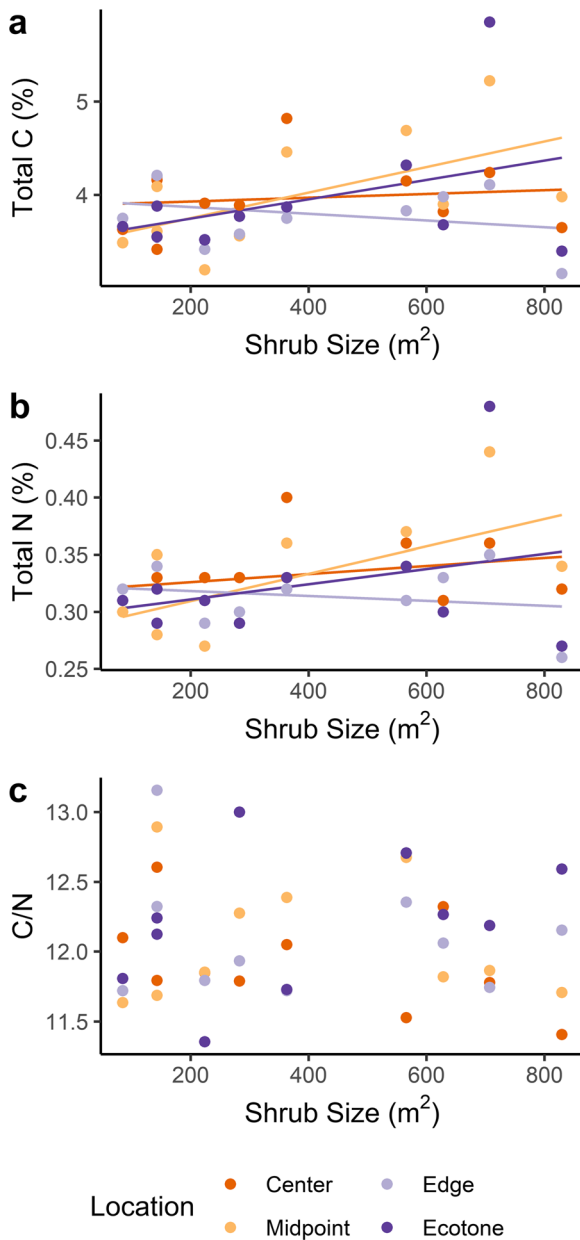 a
Total C (%)
5
4
200 400 600 800
Shrub Size (m²)
b
Total N (%)
0.45
0.40
0.35
0.30
0.25
200 400 600 800
Shrub Size (m²)
c
C/N
13.0
12.5
12.0
11.5
200 400 600 800
Shrub Size (m²)
Location
Center Edge
Midpoint Ecotone